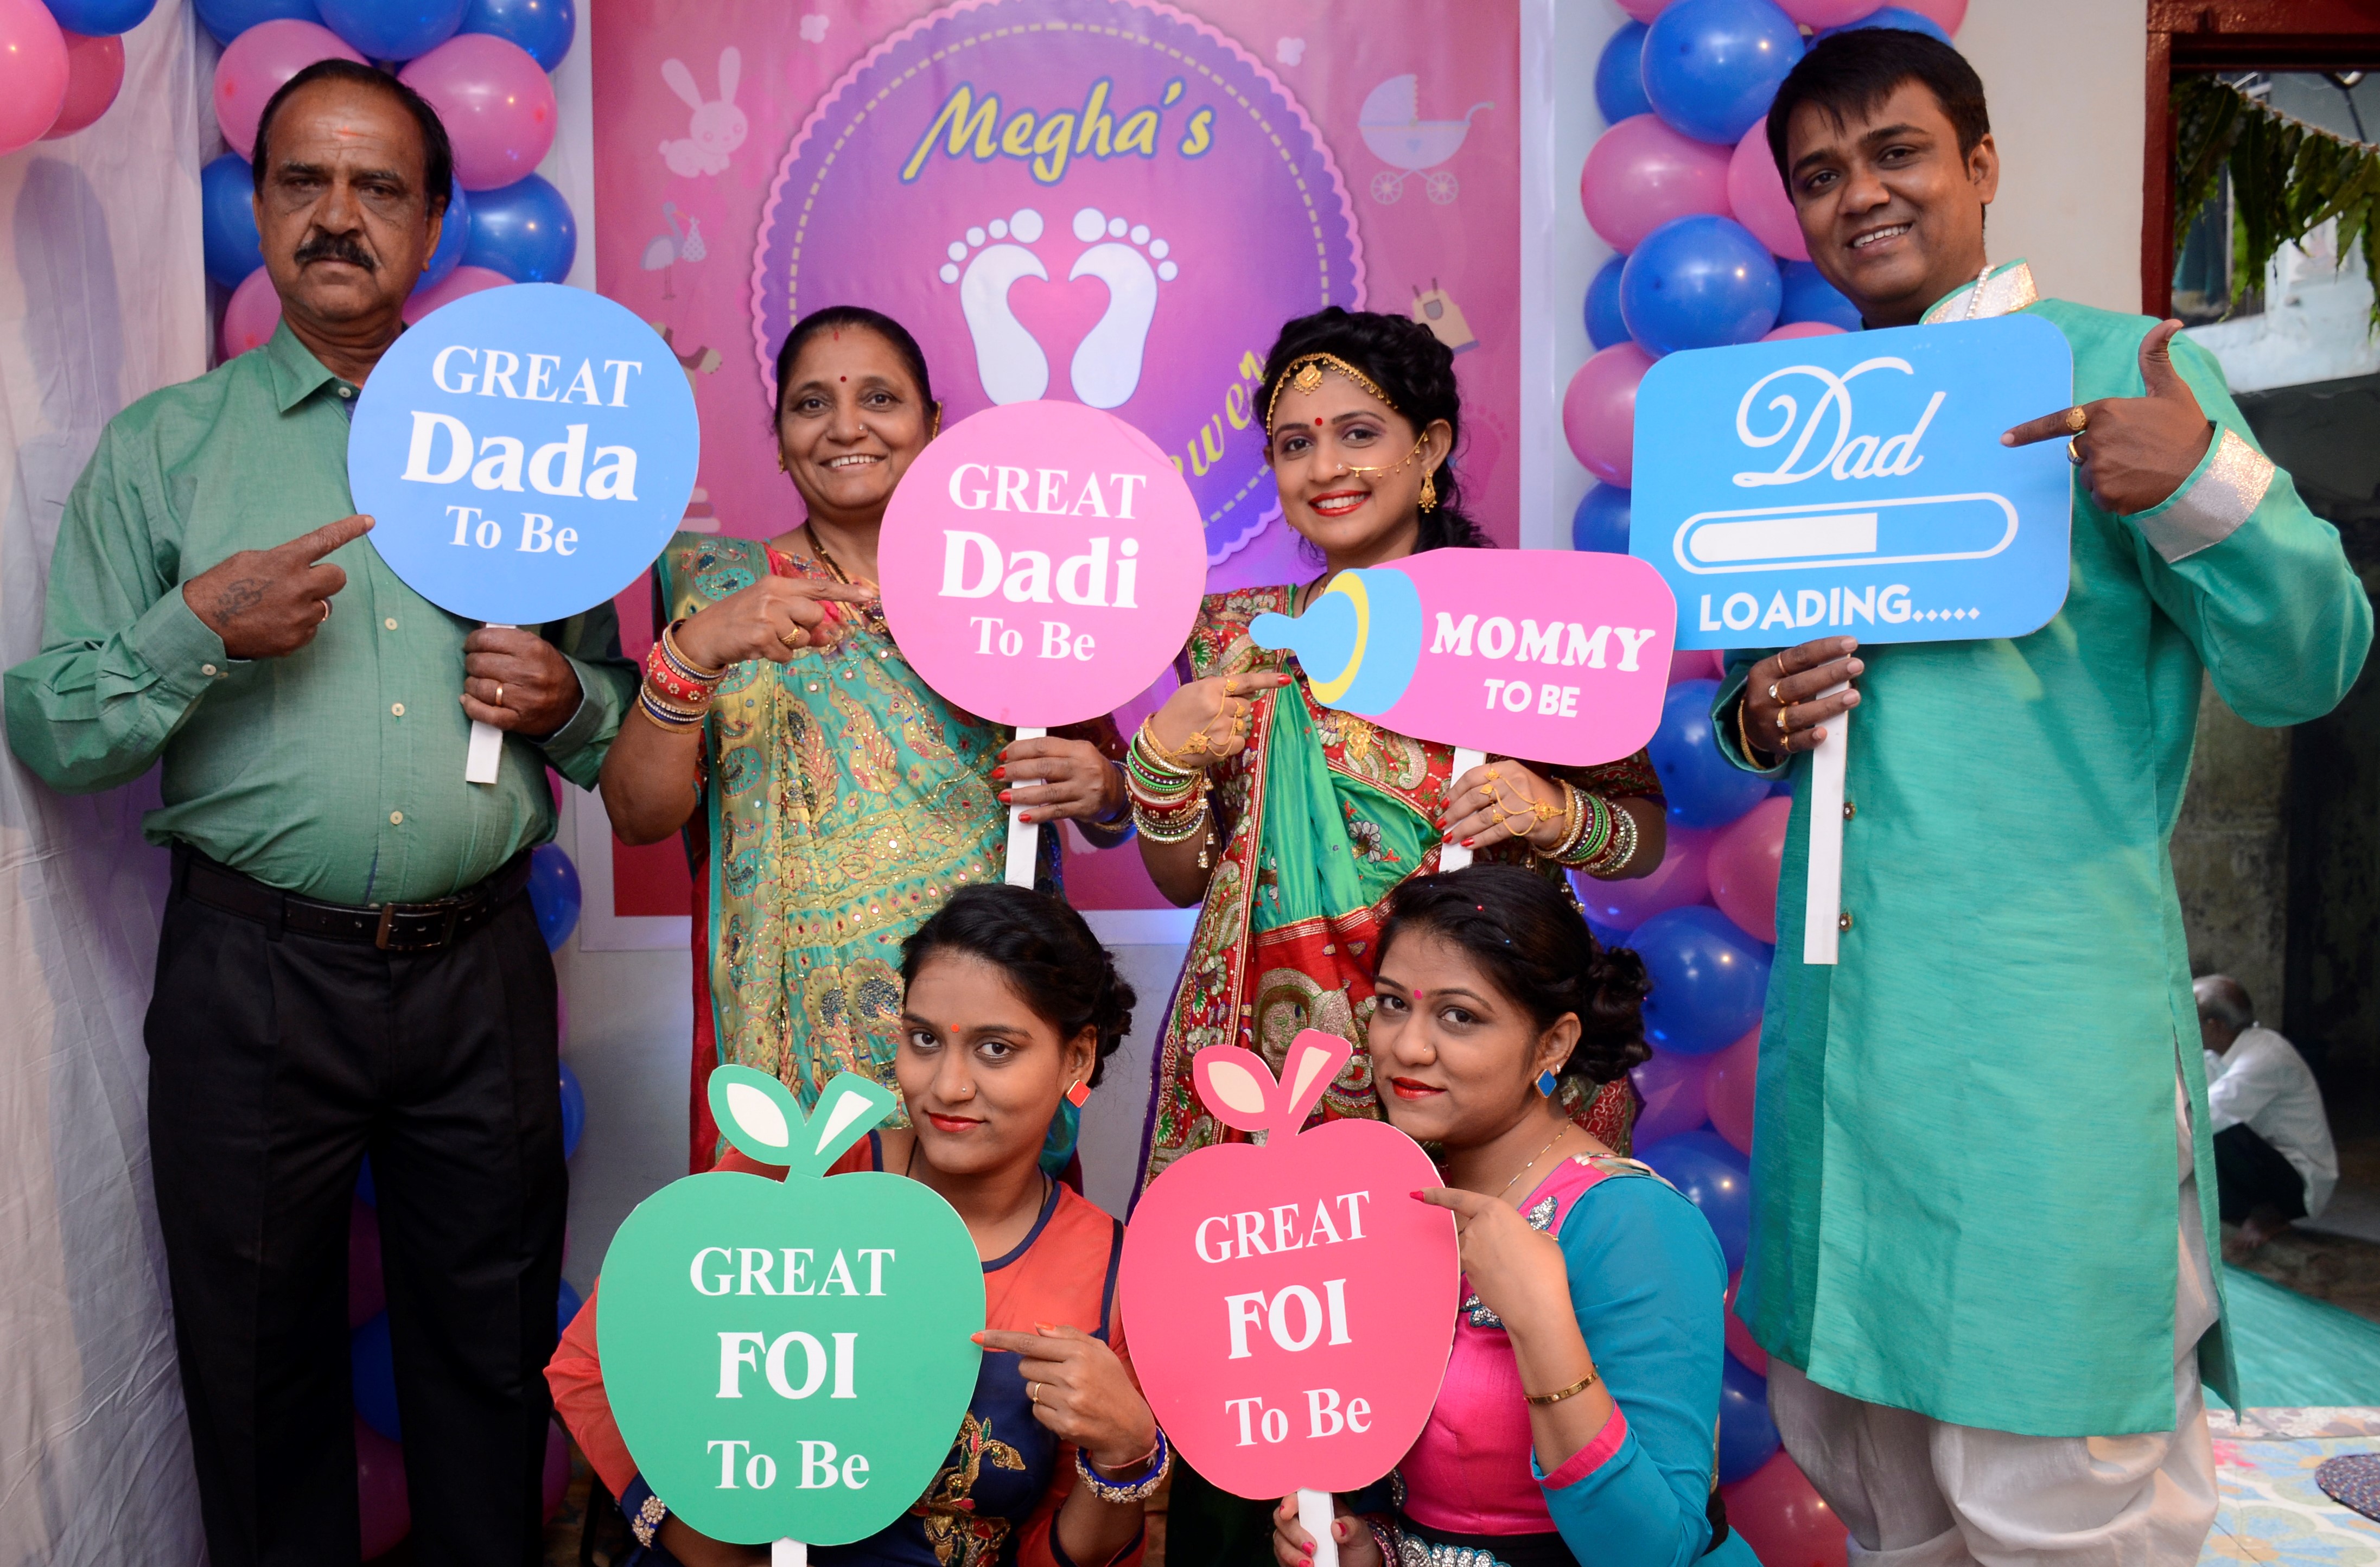 Megha's
GREAT
Dada
To Be
GREAT
Dadi
To Be
MOMMY
TO BE
Dad
LOADING.....
GREAT
FOI
To Be
GREAT
FOI
To Be